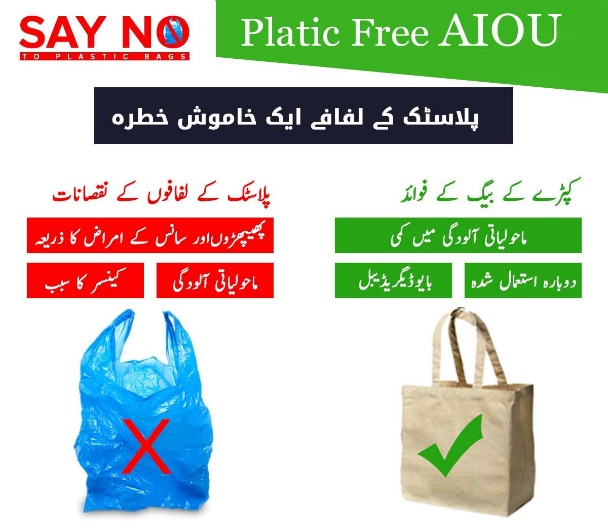 SAY NO
TO PLASTIC BAGS
Platic Free AIOU
پلاسٹک کے لفافے ایک خاموش خطرہ
کپڑے کے بیگ کے فوائد
ماحولیاتی آلودگی میں کمی
دوبارہ استعمال شدہ
بایوڈیگریڈیبل
پلاسٹک کے لفافوں کے نقصانات
پھیپھڑوں اور سانس کے امراض کا ذریعہ
ماحولیاتی آلودگی
کینسر کا سبب